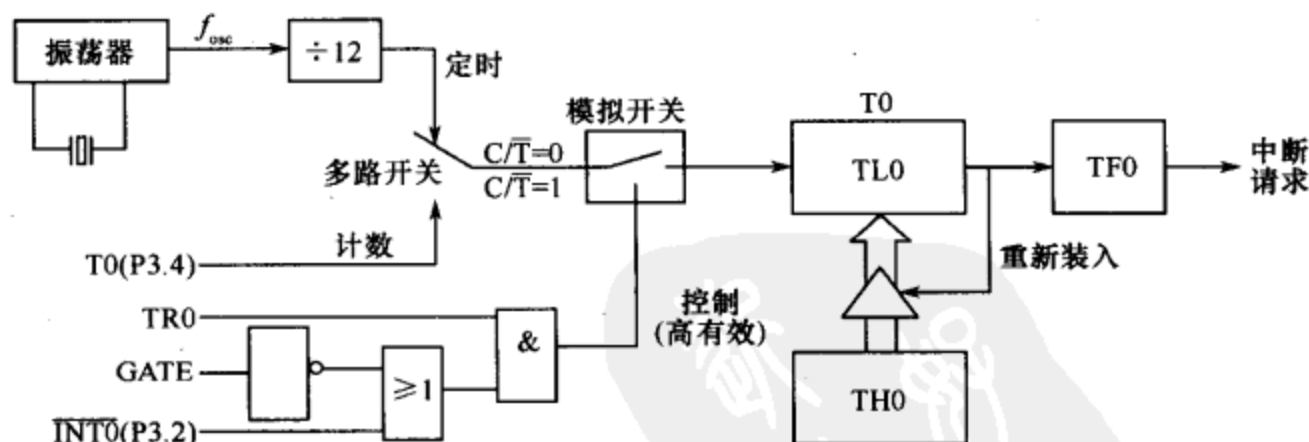 振荡器
fosc
÷12
定时
多路开关
C/T̅=0
C/T̅=1
模拟开关
T0
TL0
TF0
中断
请求
T0(P3.4)
计数
重新装入
TR0
GATE
I̅N̅T̅0̅(P3.2)
≥1
&
控制
(高有效)
TH0